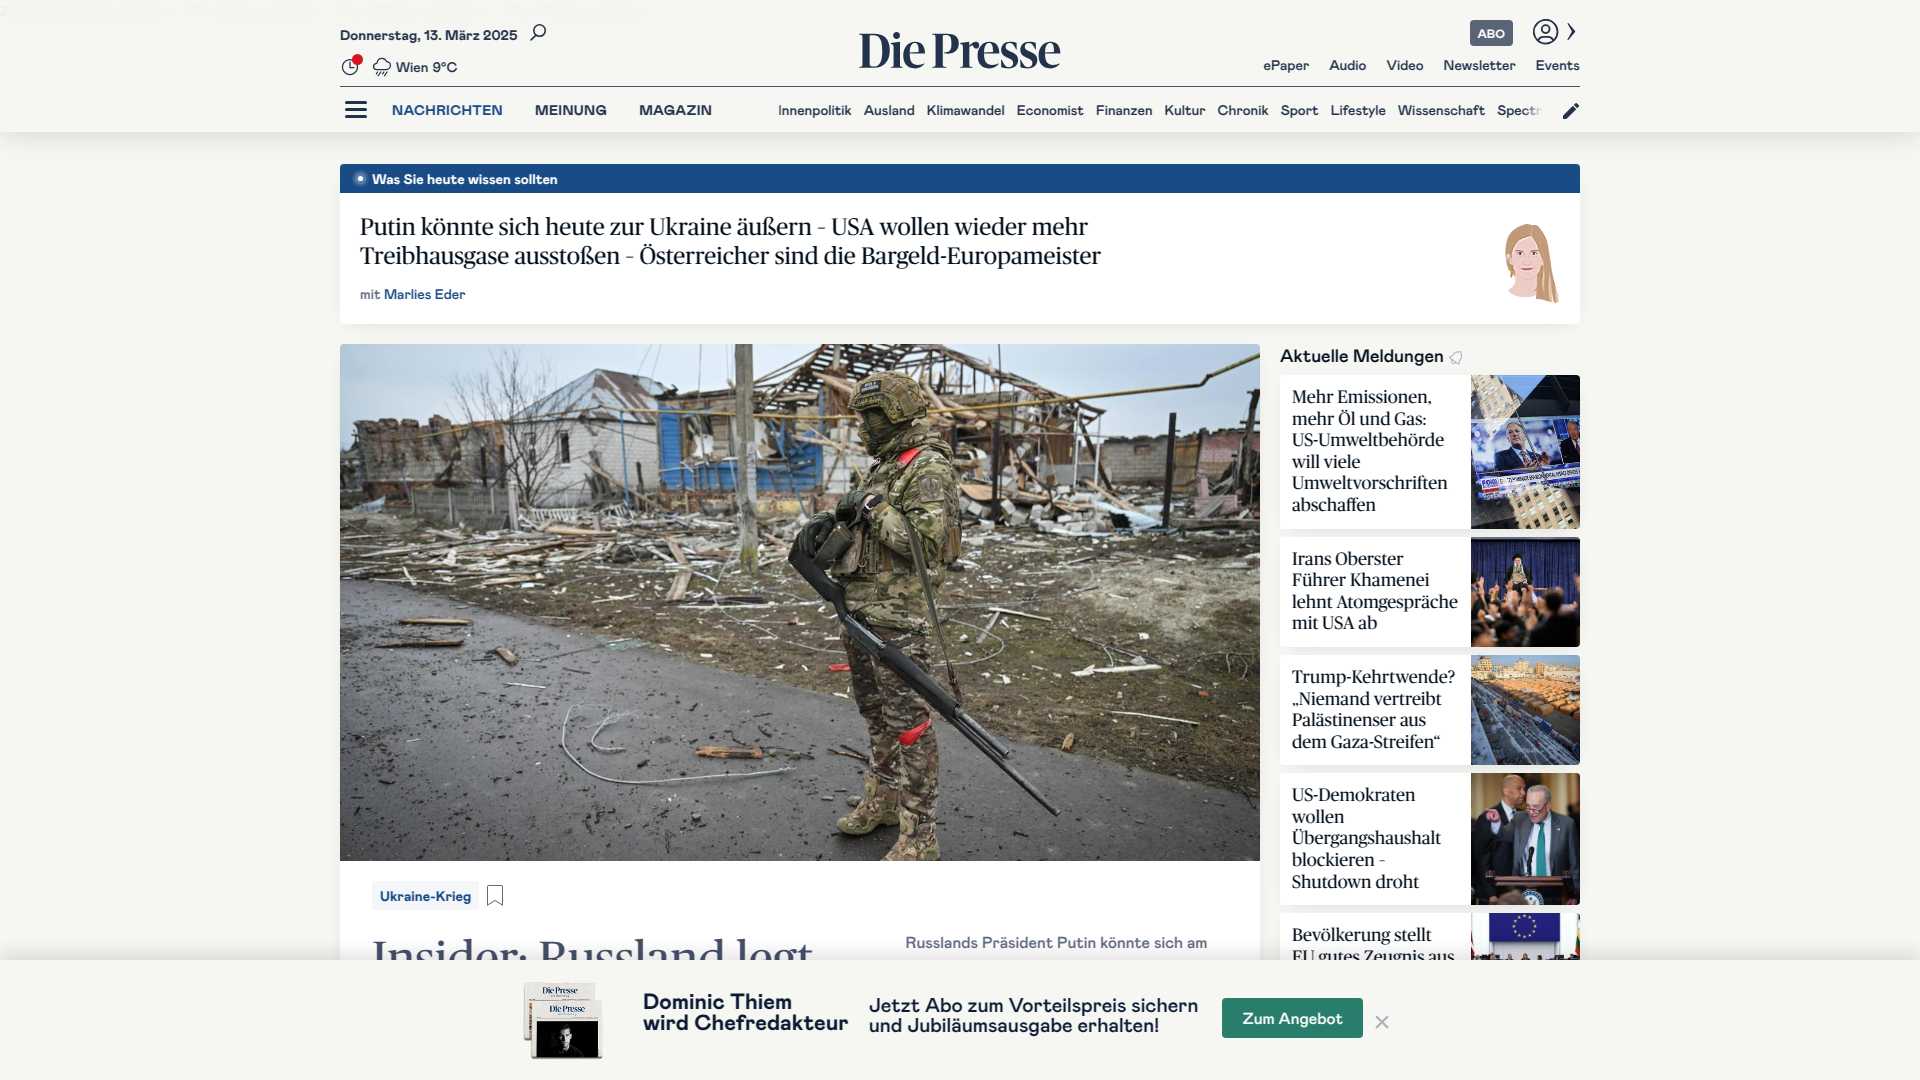 Donnerstag, 13. März 2025
Die Presse
ABO
Wien 9°C
ePaper Audio Video Newsletter Events
NACHRICHTEN MEINUNG MAGAZIN
Innenpolitik Ausland Klimawandel Economist Finanzen Kultur Chronik Sport Lifestyle Wissenschaft Spectr
Was Sie heute wissen sollten
Putin könnte sich heute zur Ukraine äußern – USA wollen wieder mehr
Treibhausgase ausstoßen – Österreicher sind die Bargeld-Europameister
mit Marlies Eder
Ukraine-Krieg
Insider: Russland legt
Russlands Präsident Putin könnte sich am
Aktuelle Meldungen
Mehr Emissionen,
mehr Öl und Gas:
US-Umweltbehörde
will viele
Umweltvorschriften
abschaffen
Irans Oberster
Führer Khamenei
lehnt Atomgespräche
mit USA ab
Trump-Kehrtwende?
„Niemand vertreibt
Palästinenser aus
dem Gaza-Streifen“
US-Demokraten
wollen
Übergangshaushalt
blockieren –
Shutdown droht
Bevölkerung stellt
EU gutes Zeugnis aus
Die Presse
Die Presse
Dominic Thiem
wird Chefredakteur
Jetzt Abo zum Vorteilspreis sichern
und Jubiläumsausgabe erhalten!
Zum Angebot